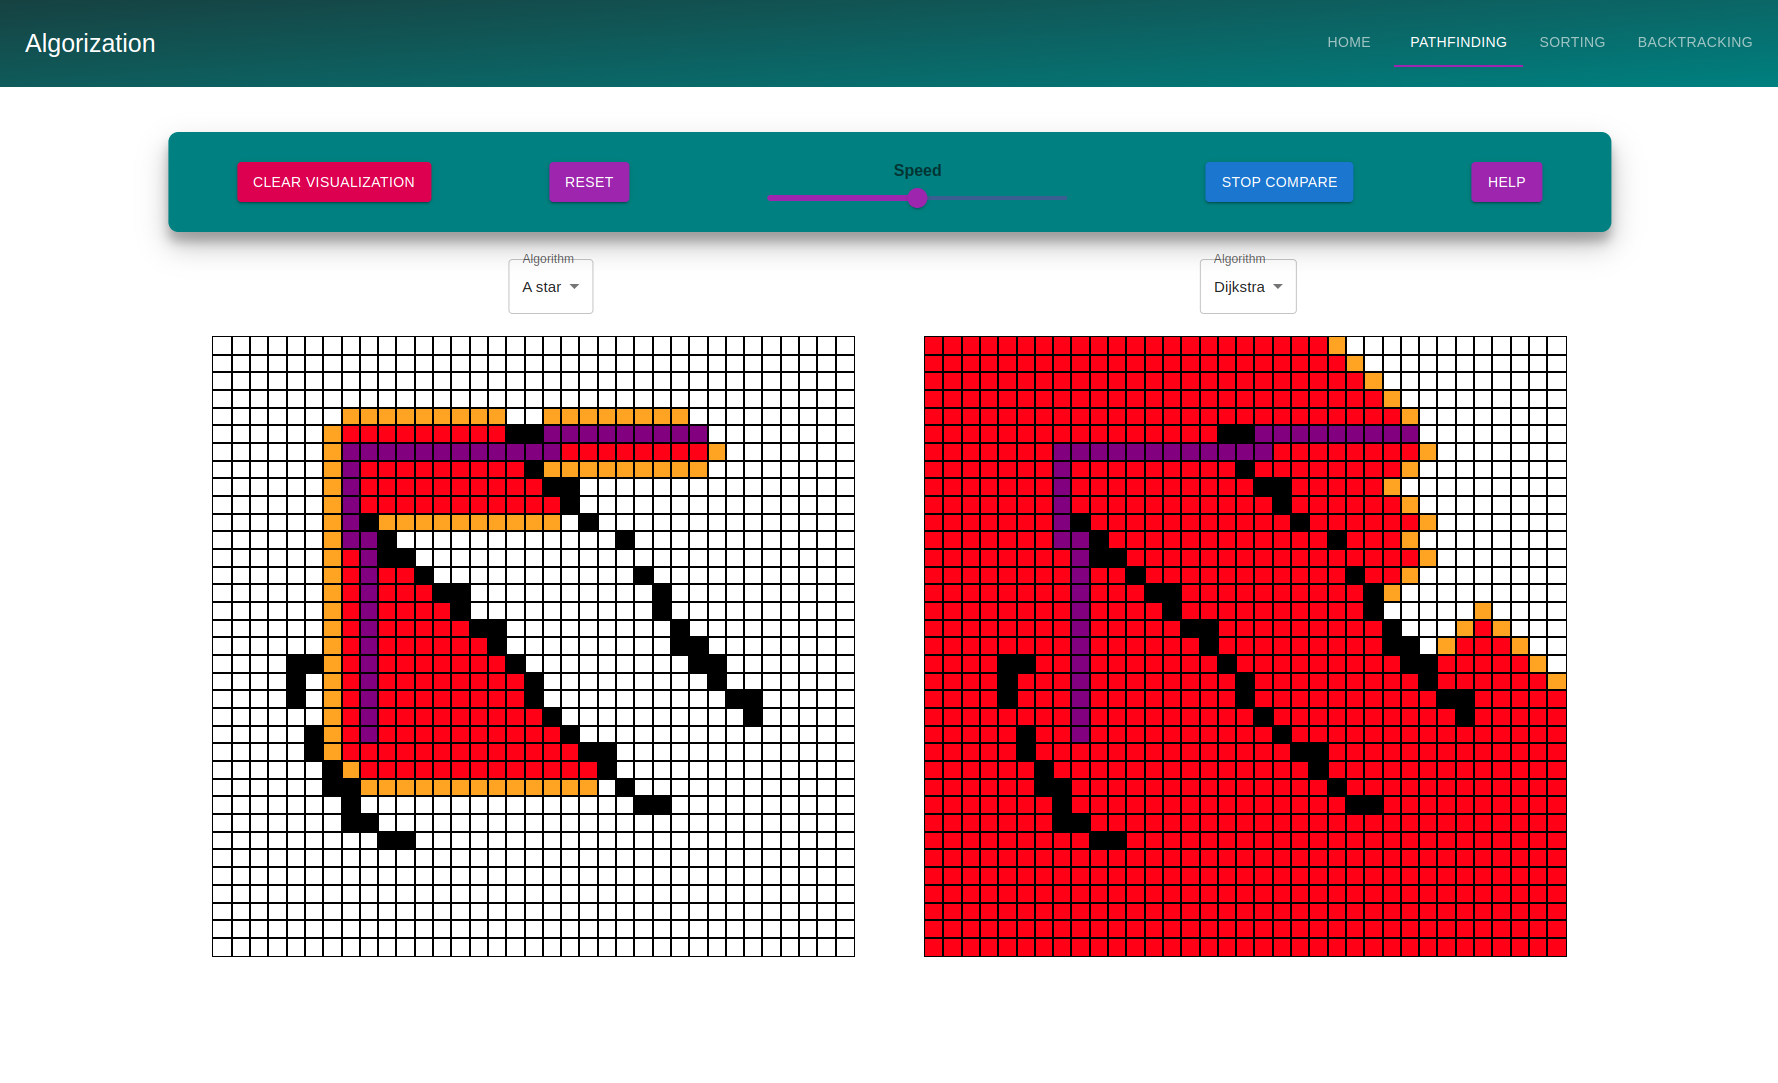 Algorization
HOME PATHFINDING SORTING BACKTRACKING
CLEAR VISUALIZATION RESET Speed STOP COMPARE HELP
Algorithm Algorithm
A star Dijkstra